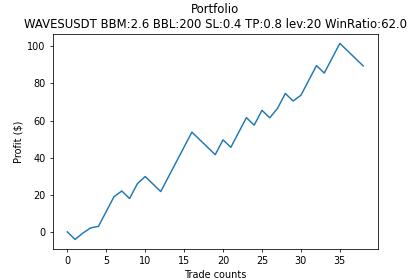 Portfolio
WAVESUSDT BBM:2.6 BBL:200 SL:0.4 TP:0.8 lev:20 WinRatio:62.0
Profit ($)
100
80
60
40
20
0
0 5 10 15 20 25 30 35
Trade counts